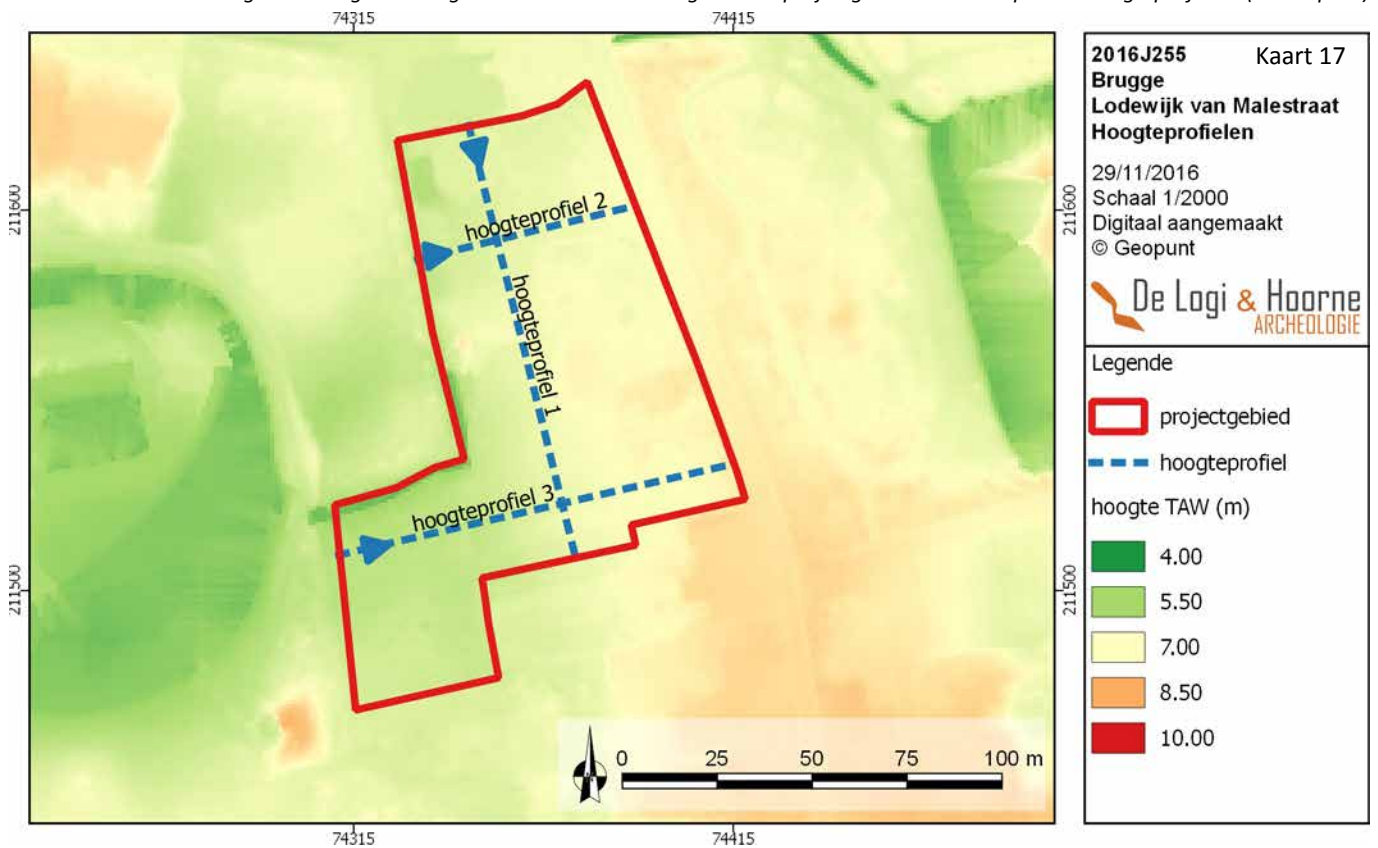 74315
74415
211600
211600
211500
211500
74315
74415
hoogteprofiel 2
hoogteprofiel 1
hoogteprofiel 3
0 25 50 75 100 m
2016J255 Kaart 17
Brugge
Lodewijk van Malestraat
Hoogteprofielen
29/11/2016
Schaal 1/2000
Digitaal aangemaakt
© Geopunt
De Logi & Hoorne
ARCHEOLOGIE
Legende
projectgebied
hoogteprofiel
hoogte TAW (m)
4.00
5.50
7.00
8.50
10.00